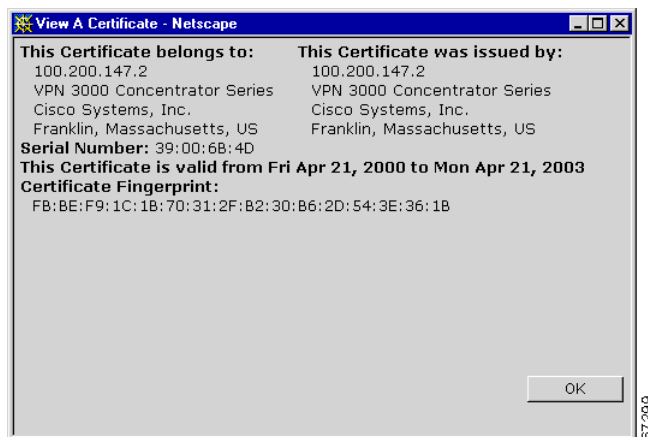 View A Certificate - Netscape
This Certificate belongs to:
100.200.147.2
VPN 3000 Concentrator Series
Cisco Systems, Inc.
Franklin, Massachusetts, US
This Certificate was issued by:
100.200.147.2
VPN 3000 Concentrator Series
Cisco Systems, Inc.
Franklin, Massachusetts, US
Serial Number: 39:00:6B:4D
This Certificate is valid from Fri Apr 21, 2000 to Mon Apr 21, 2003
Certificate Fingerprint:
FB:BE:F9:1C:1B:70:31:2F:B2:30:B6:2D:54:3E:36:1B
OK
67299